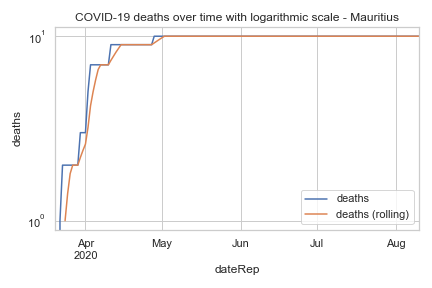 COVID-19 deaths over time with logarithmic scale - Mauritius
10¹
deaths
10⁰
deaths
deaths (rolling)
Apr May Jun Jul Aug
2020
dateRep